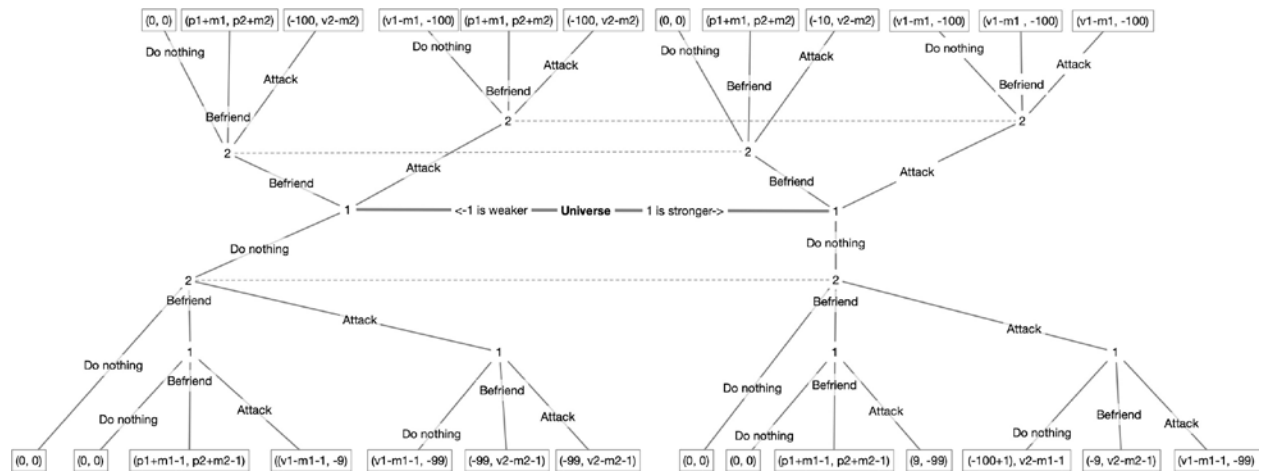 (0, 0) (p1+m1, p2+m2) (-100, v2-m2) (v1-m1, -100) (p1+m1, p2+m2) (-100, v2-m2) (0, 0) (p1+m1, p2+m2) (-10, v2-m2) (v1-m1 , -100) (v1-m1, -100) (v1-m1, -100)
Do nothing Do nothing Do nothing Do nothing
Attack Attack Attack Attack
Befriend Befriend Befriend Befriend
2 2
2 2
Attack Attack
Befriend Befriend
1 <-1 is weaker Universe 1 is stronger-> 1
Do nothing Do nothing
2 2
Befriend Befriend
Attack Attack
1 1 1 1
Do nothing Do nothing
Befriend Befriend Befriend Befriend
Do nothing Attack Do nothing Attack Do nothing Attack Do nothing Attack
(0, 0) (0, 0) (p1+m1-1, p2+m2-1) ((v1-m1-1, -9) (v1-m1-1, -99) (-99, v2-m2-1) (-99, v2-m2-1) (0, 0) (0, 0) (p1+m1-1, p2+m2-1) (9, -99) (-100+1), v2-m1-1 (-9, v2-m2-1) (v1-m1-1, -99)